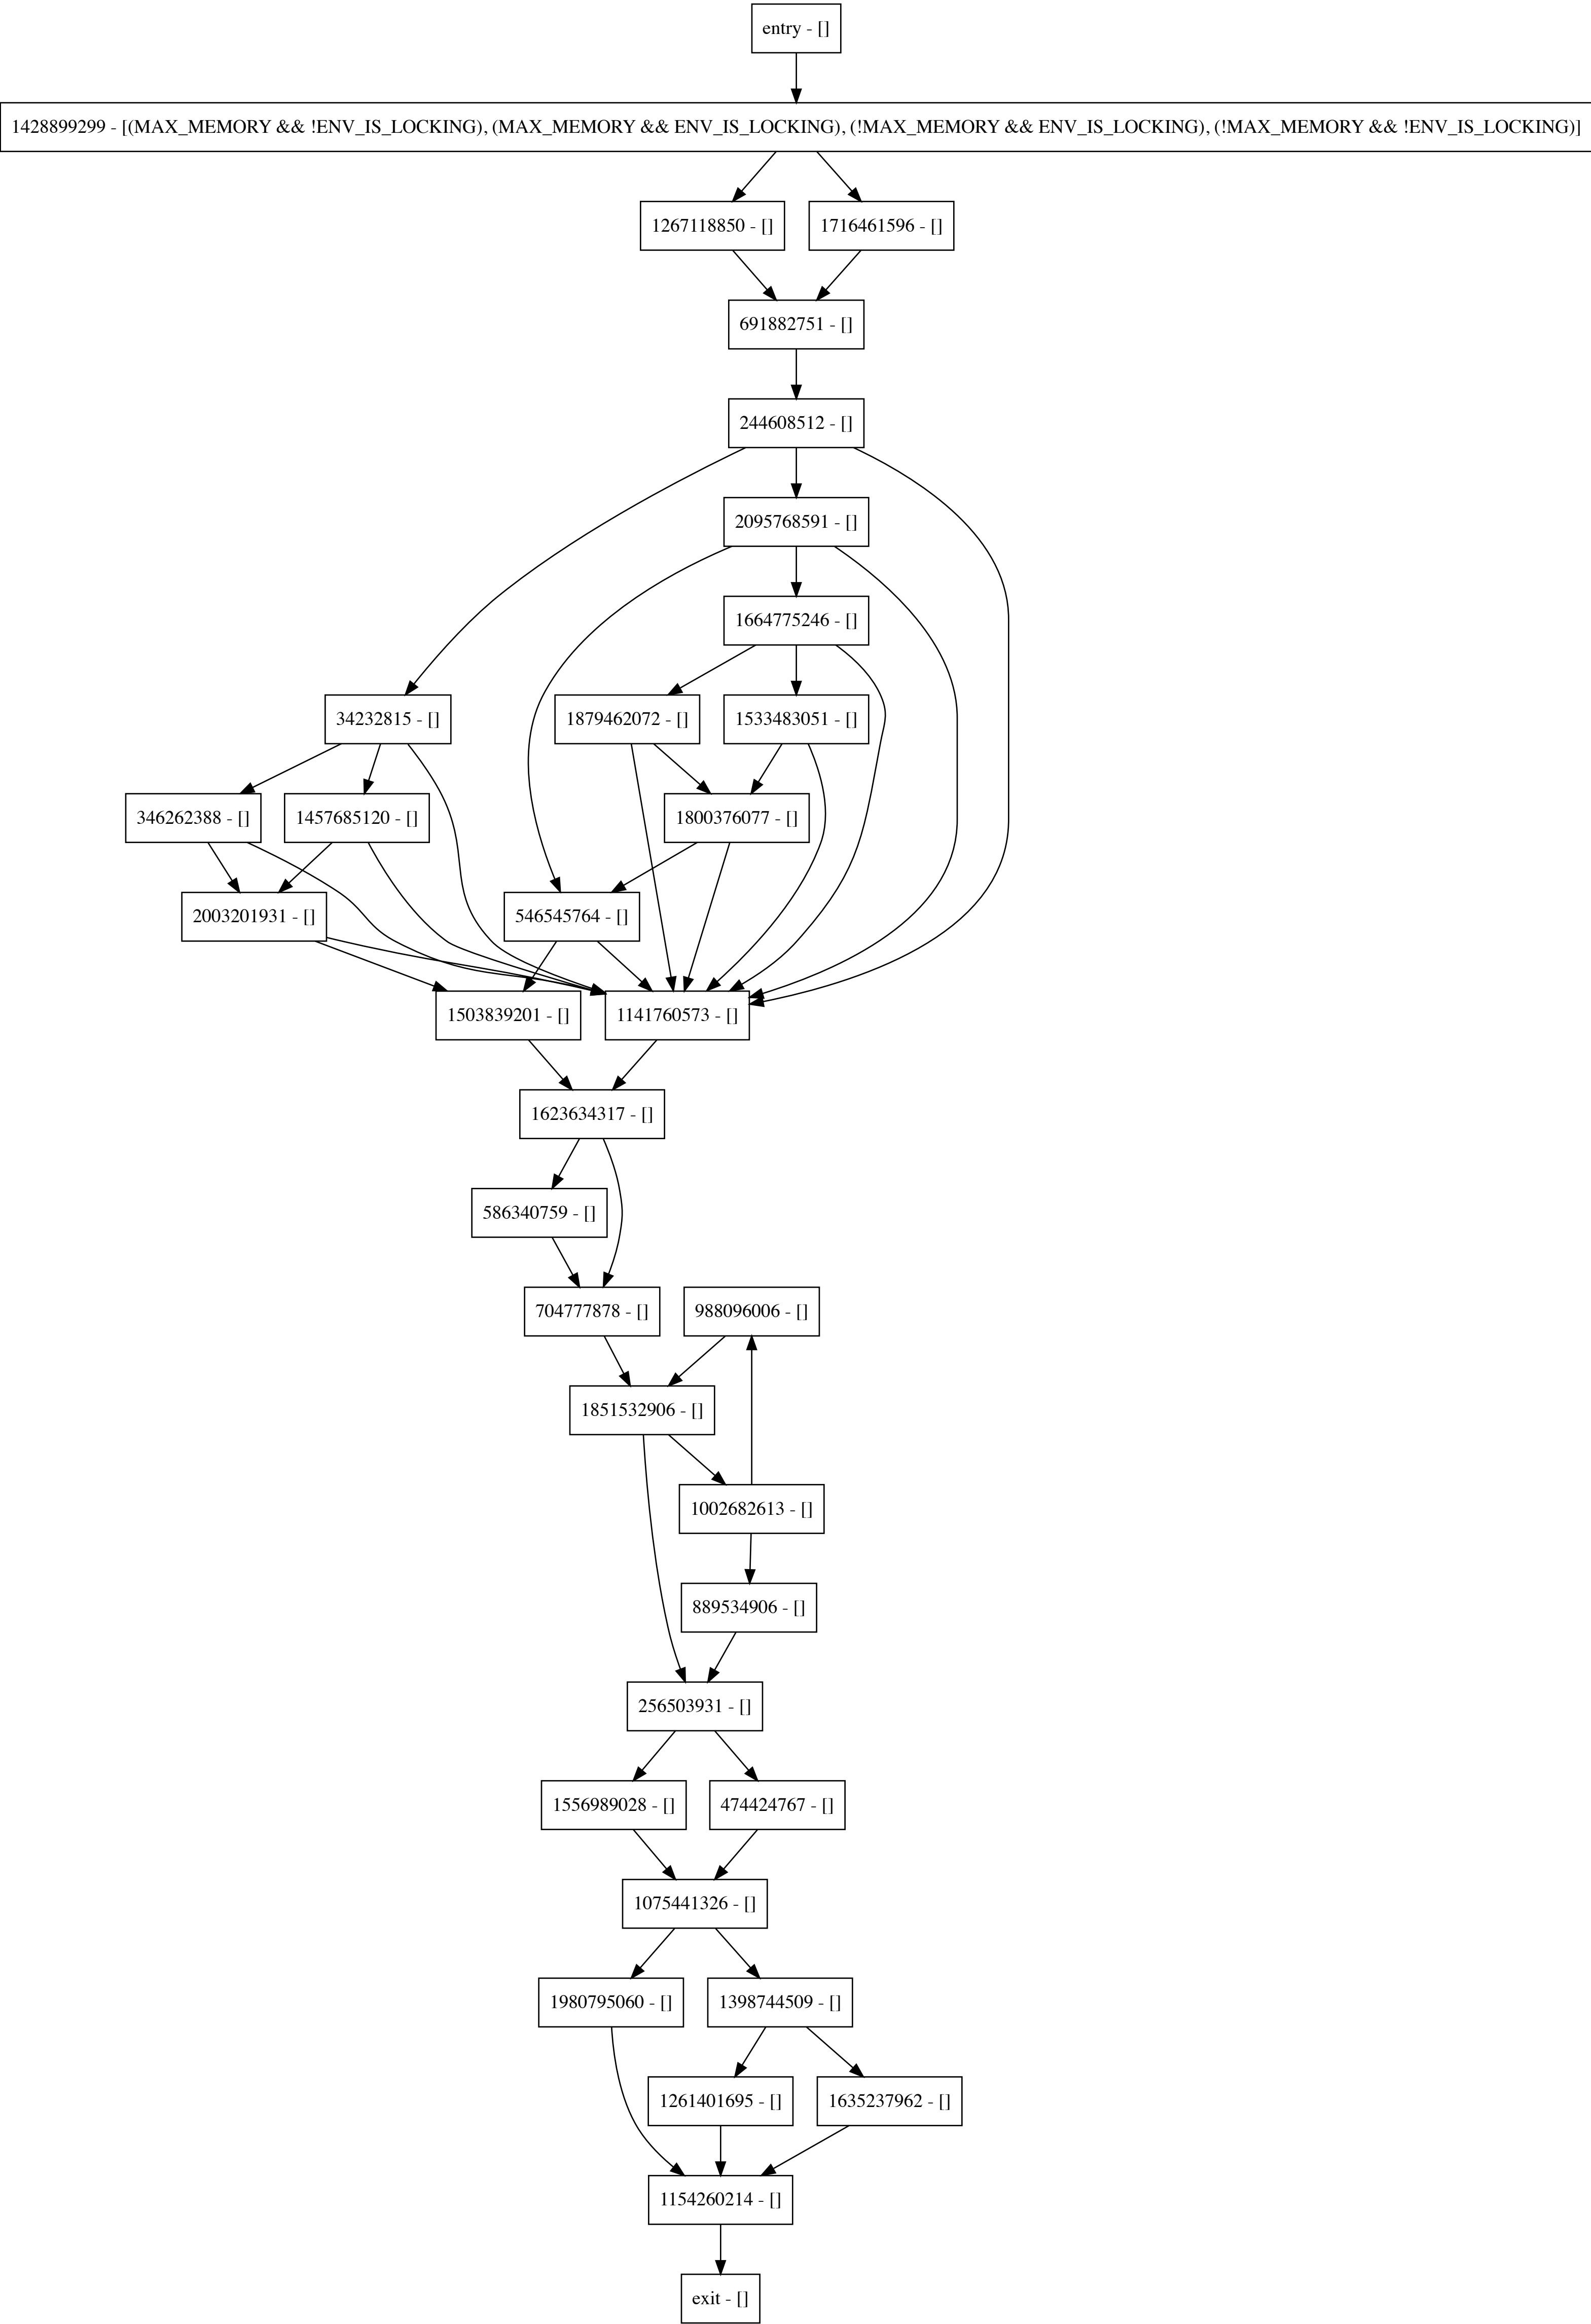 entry - []
1428899299 - [(MAX_MEMORY && !ENV_IS_LOCKING), (MAX_MEMORY && ENV_IS_LOCKING), (!MAX_MEMORY && ENV_IS_LOCKING), (!MAX_MEMORY && !ENV_IS_LOCKING)]
1267118850 - []
1716461596 - []
691882751 - []
244608512 - []
2095768591 - []
1664775246 - []
34232815 - []
1879462072 - []
1533483051 - []
346262388 - []
1457685120 - []
1800376077 - []
2003201931 - []
546545764 - []
1503839201 - []
1141760573 - []
1623634317 - []
586340759 - []
704777878 - []
988096006 - []
1851532906 - []
1002682613 - []
889534906 - []
256503931 - []
1556989028 - []
474424767 - []
1075441326 - []
1980795060 - []
1398744509 - []
1261401695 - []
1635237962 - []
1154260214 - []
exit - []